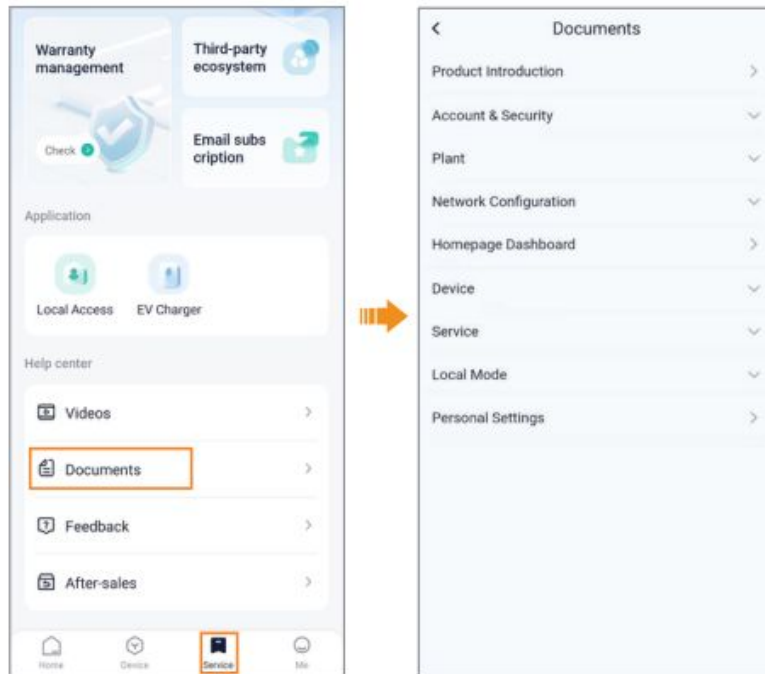 Warranty
management
Check
Third-party
ecosystem
Email subs
cription
Application
Local Access
EV Charger
Help center
Videos
Documents
Feedback
After-sales
Home
Device
Service
Me
Documents
Product Introduction
Account & Security
Plant
Network Configuration
Homepage Dashboard
Device
Service
Local Mode
Personal Settings